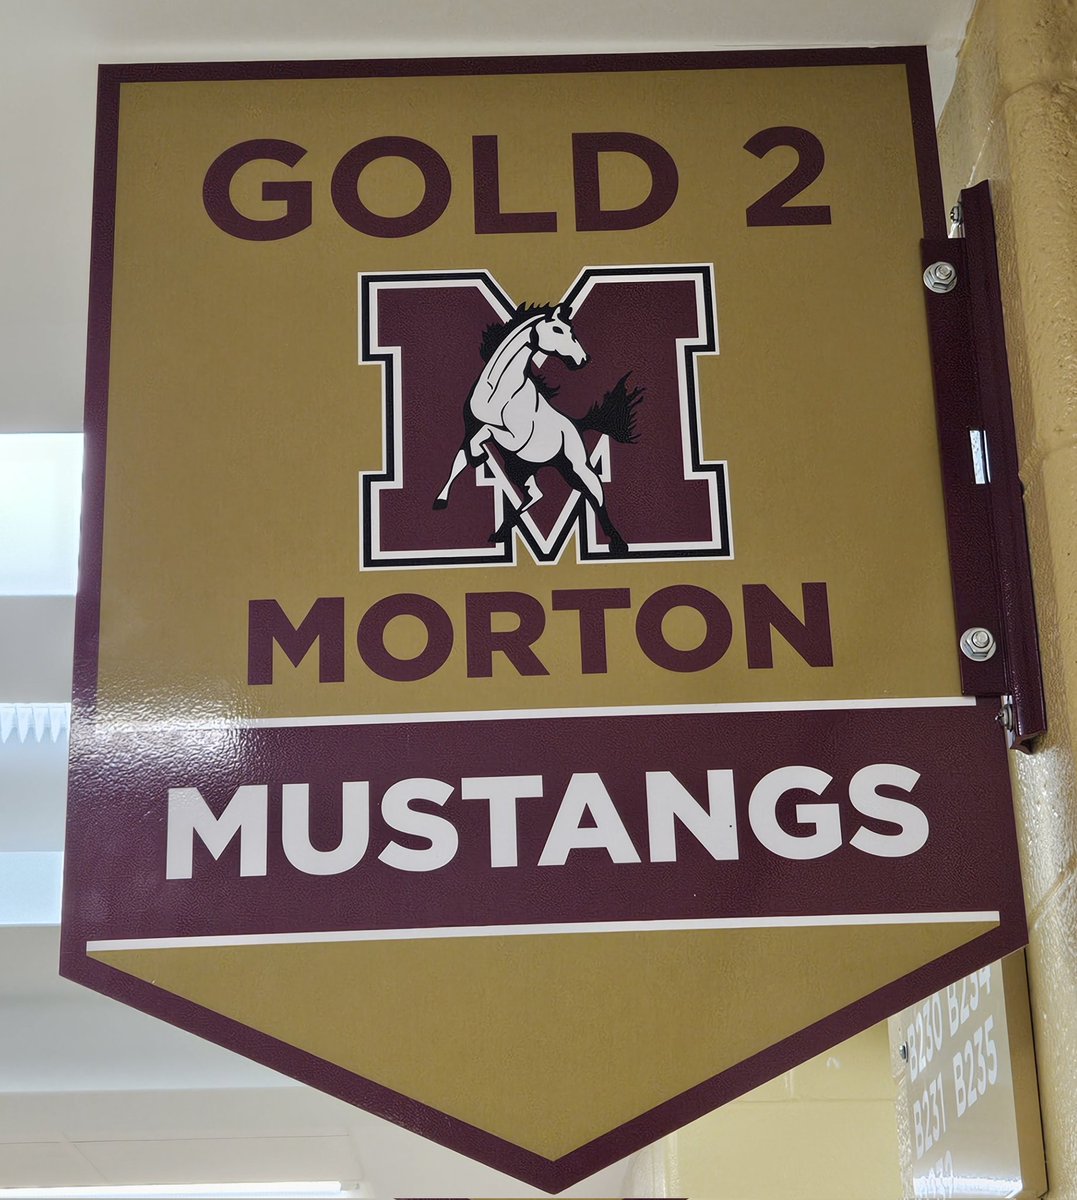 GOLD 2
M
MORTON
MUSTANGS
B230 B234
B231 B235